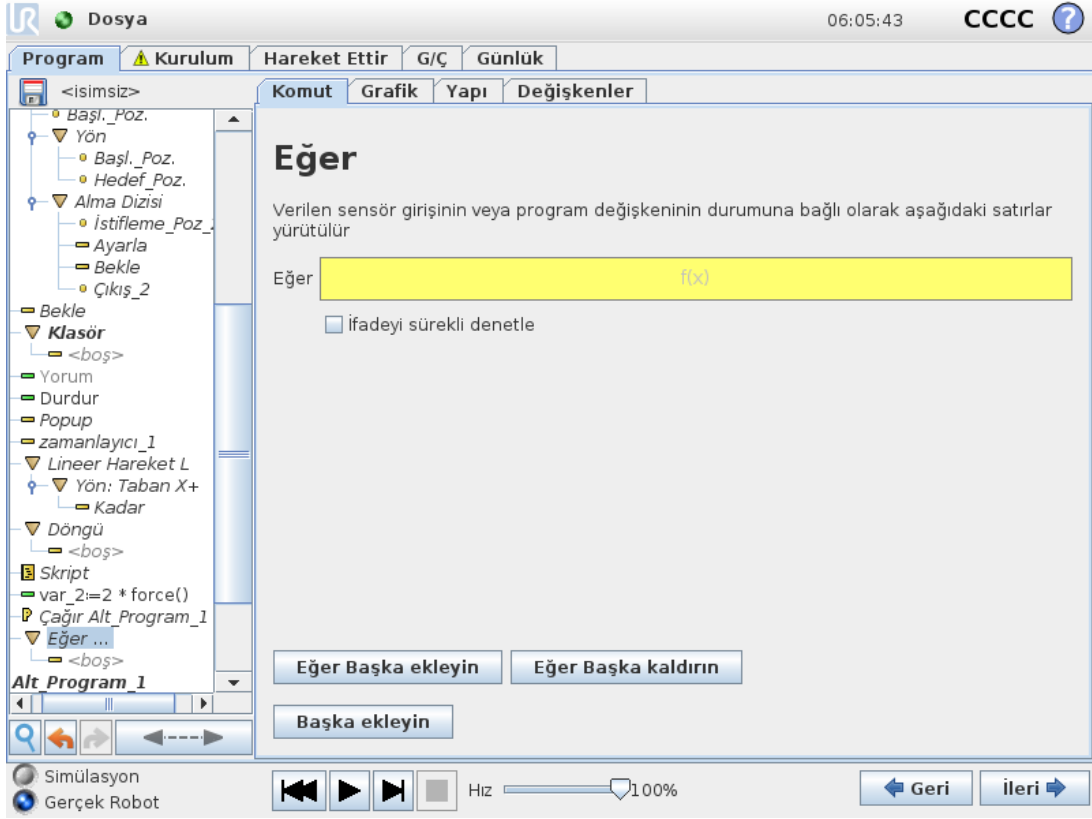 UR Dosya 06:05:43 CCCC ?
Program Kurulum Hareket Ettir G/Ç Günlük
<isimsiz>
Komut Grafik Yapı Değişkenler
Başl._Poz.
Yön
Başl._Poz.
Hedef_Poz.
Alma Dizisi
İstifleme_Poz_
Ayarla
Bekle
Çıkış_2
Bekle
Klasör
<boş>
Yorum
Durdur
Popup
zamanlayıcı_1
Lineer Hareket L
Yön: Taban X+
Kadar
Döngü
<boş>
Skript
var_2:=2 * force()
P Çağır Alt_Program_1
Eğer ...
<boş>
Alt_Program_1
Eğer
Verilen sensör girişinin veya program değişkeninin durumuna bağlı olarak aşağıdaki satırlar
yürütülür
Eğer f(x)
İfadeyi sürekli denetle
Eğer Başka ekleyin Eğer Başka kaldırın
Başka ekleyin
Simülasyon
Gerçek Robot
Hız 100%
Geri İleri